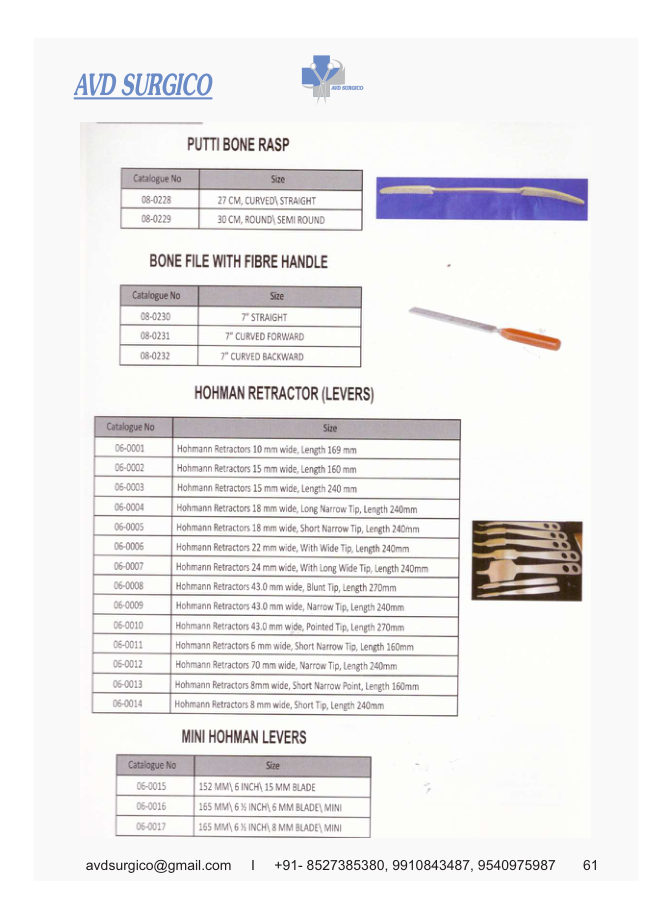 AVD SURGICO
AVD SURGICO
PUTTI BONE RASP
Catalogue No Size
08-0228 27 CM, CURVED\ STRAIGHT
08-0229 30 CM, ROUND\ SEMI ROUND
BONE FILE WITH FIBRE HANDLE
Catalogue No Size
08-0230 7" STRAIGHT
08-0231 7" CURVED FORWARD
08-0232 7" CURVED BACKWARD
HOHMAN RETRACTOR (LEVERS)
Catalogue No Size
06-0001 Hohmann Retractors 10 mm wide, Length 169 mm
06-0002 Hohmann Retractors 15 mm wide, Length 160 mm
06-0003 Hohmann Retractors 15 mm wide, Length 240 mm
06-0004 Hohmann Retractors 18 mm wide, Long Narrow Tip, Length 240mm
06-0005 Hohmann Retractors 18 mm wide, Short Narrow Tip, Length 240mm
06-0006 Hohmann Retractors 22 mm wide, With Wide Tip, Length 240mm
06-0007 Hohmann Retractors 24 mm wide, With Long Wide Tip, Length 240mm
06-0008 Hohmann Retractors 43.0 mm wide, Blunt Tip, Length 270mm
06-0009 Hohmann Retractors 43.0 mm wide, Narrow Tip, Length 240mm
06-0010 Hohmann Retractors 43.0 mm wide, Pointed Tip, Length 270mm
06-0011 Hohmann Retractors 6 mm wide, Short Narrow Tip, Length 160mm
06-0012 Hohmann Retractors 70 mm wide, Narrow Tip, Length 240mm
06-0013 Hohmann Retractors 8mm wide, Short Narrow Point, Length 160mm
06-0014 Hohmann Retractors 8 mm wide, Short Tip, Length 240mm
MINI HOHMAN LEVERS
Catalogue No Size
06-0015 152 MM\ 6 INCH\ 15 MM BLADE
06-0016 165 MM\ 6 ½ INCH\ 6 MM BLADE\ MINI
06-0017 165 MM\ 6 ½ INCH\ 8 MM BLADE\ MINI
avdsurgico@gmail.com I +91- 8527385380, 9910843487, 9540975987 61